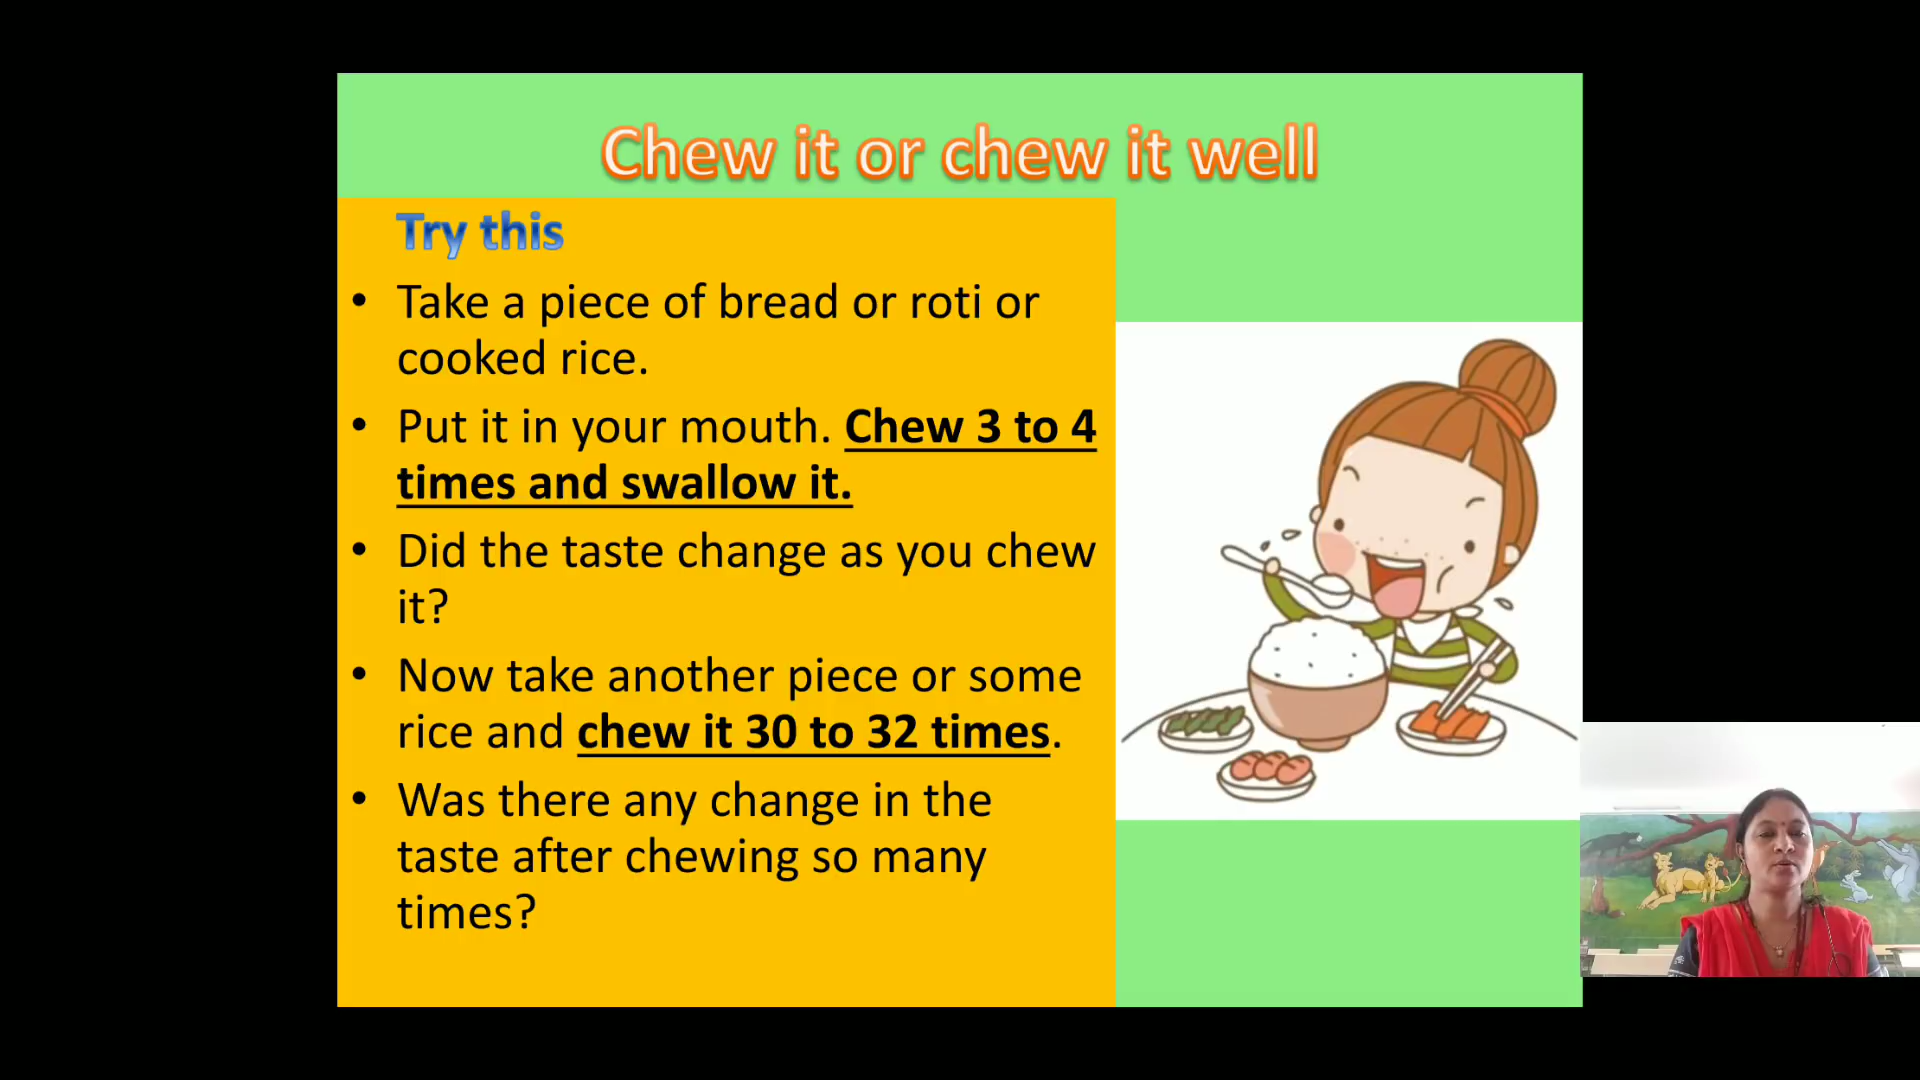 Chew it or chew it well
Try this
• Take a piece of bread or roti or
cooked rice.
• Put it in your mouth. Chew 3 to 4
times and swallow it.
• Did the taste change as you chew
it?
• Now take another piece or some
rice and chew it 30 to 32 times.
• Was there any change in the
taste after chewing so many
times?